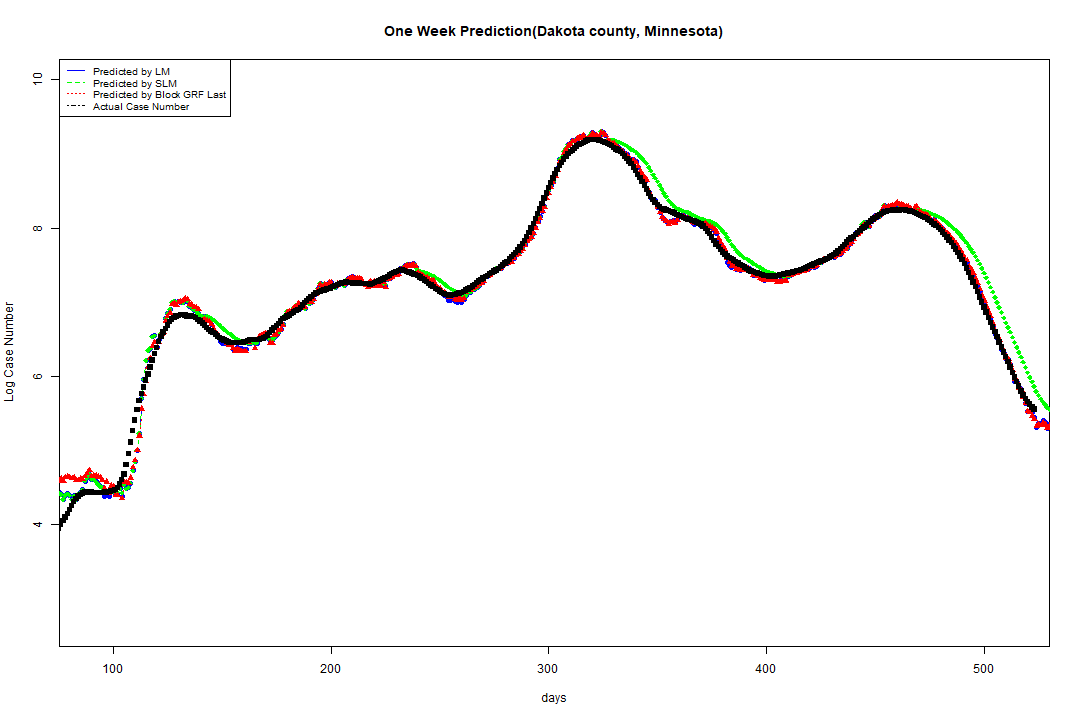 One Week Prediction(Dakota county, Minnesota)
Predicted by LM
Predicted by SLM
Predicted by Block GRF Last
Actual Case Number
Log Case Number
10
8
6
4
100 200 300 400 500
days